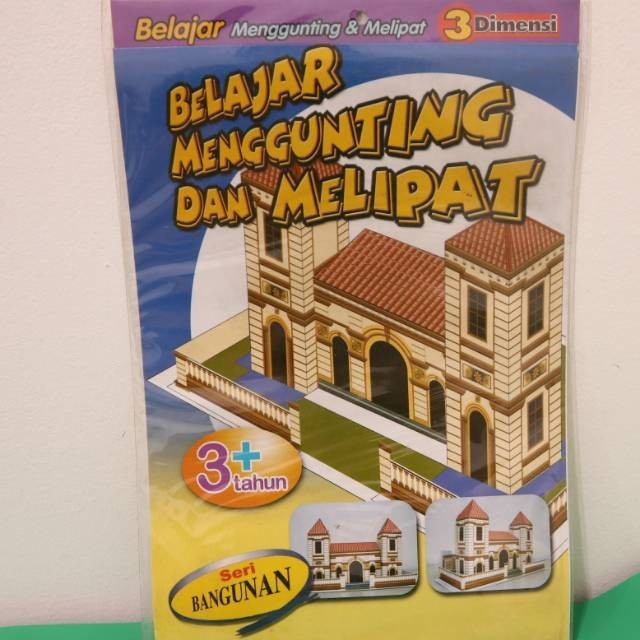 Belajar Menggunting & Melipat 3 Dimensi
BELAJAR
MENGGUNTING
DAN MELIPAT
3+
tahun
Seri
BANGUNAN